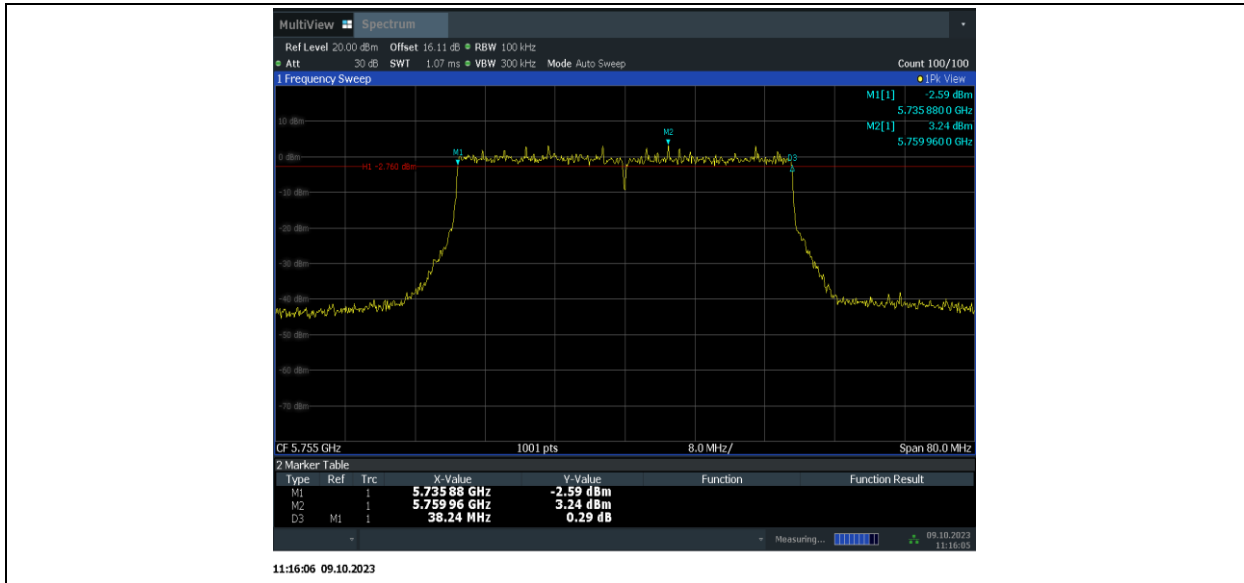 MultiView Spectrum
Ref Level 20.00 dBm Offset 16.11 dB RBW 100 kHz
Att 30 dB SWT 1.07 ms VBW 300 kHz Mode Auto Sweep Count 100/100
1 Frequency Sweep 1Pk View
M1[1] -2.59 dBm
5.735 880 0 GHz
M2[1] 3.24 dBm
5.759 960 0 GHz
10 dBm
M2
0 dBm
M1
D3
H1 -2.760 dBm
-10 dBm
-20 dBm
-30 dBm
-40 dBm
-50 dBm
-60 dBm
-70 dBm
CF 5.755 GHz 1001 pts 8.0 MHz/ Span 80.0 MHz
2 Marker Table
Type Ref Trc X-Value Y-Value Function Function Result
M1 1 5.735 88 GHz -2.59 dBm
M2 1 5.759 96 GHz 3.24 dBm
D3 M1 1 38.24 MHz 0.29 dB
Measuring... 09.10.2023
11:16:05
11:16:06 09.10.2023